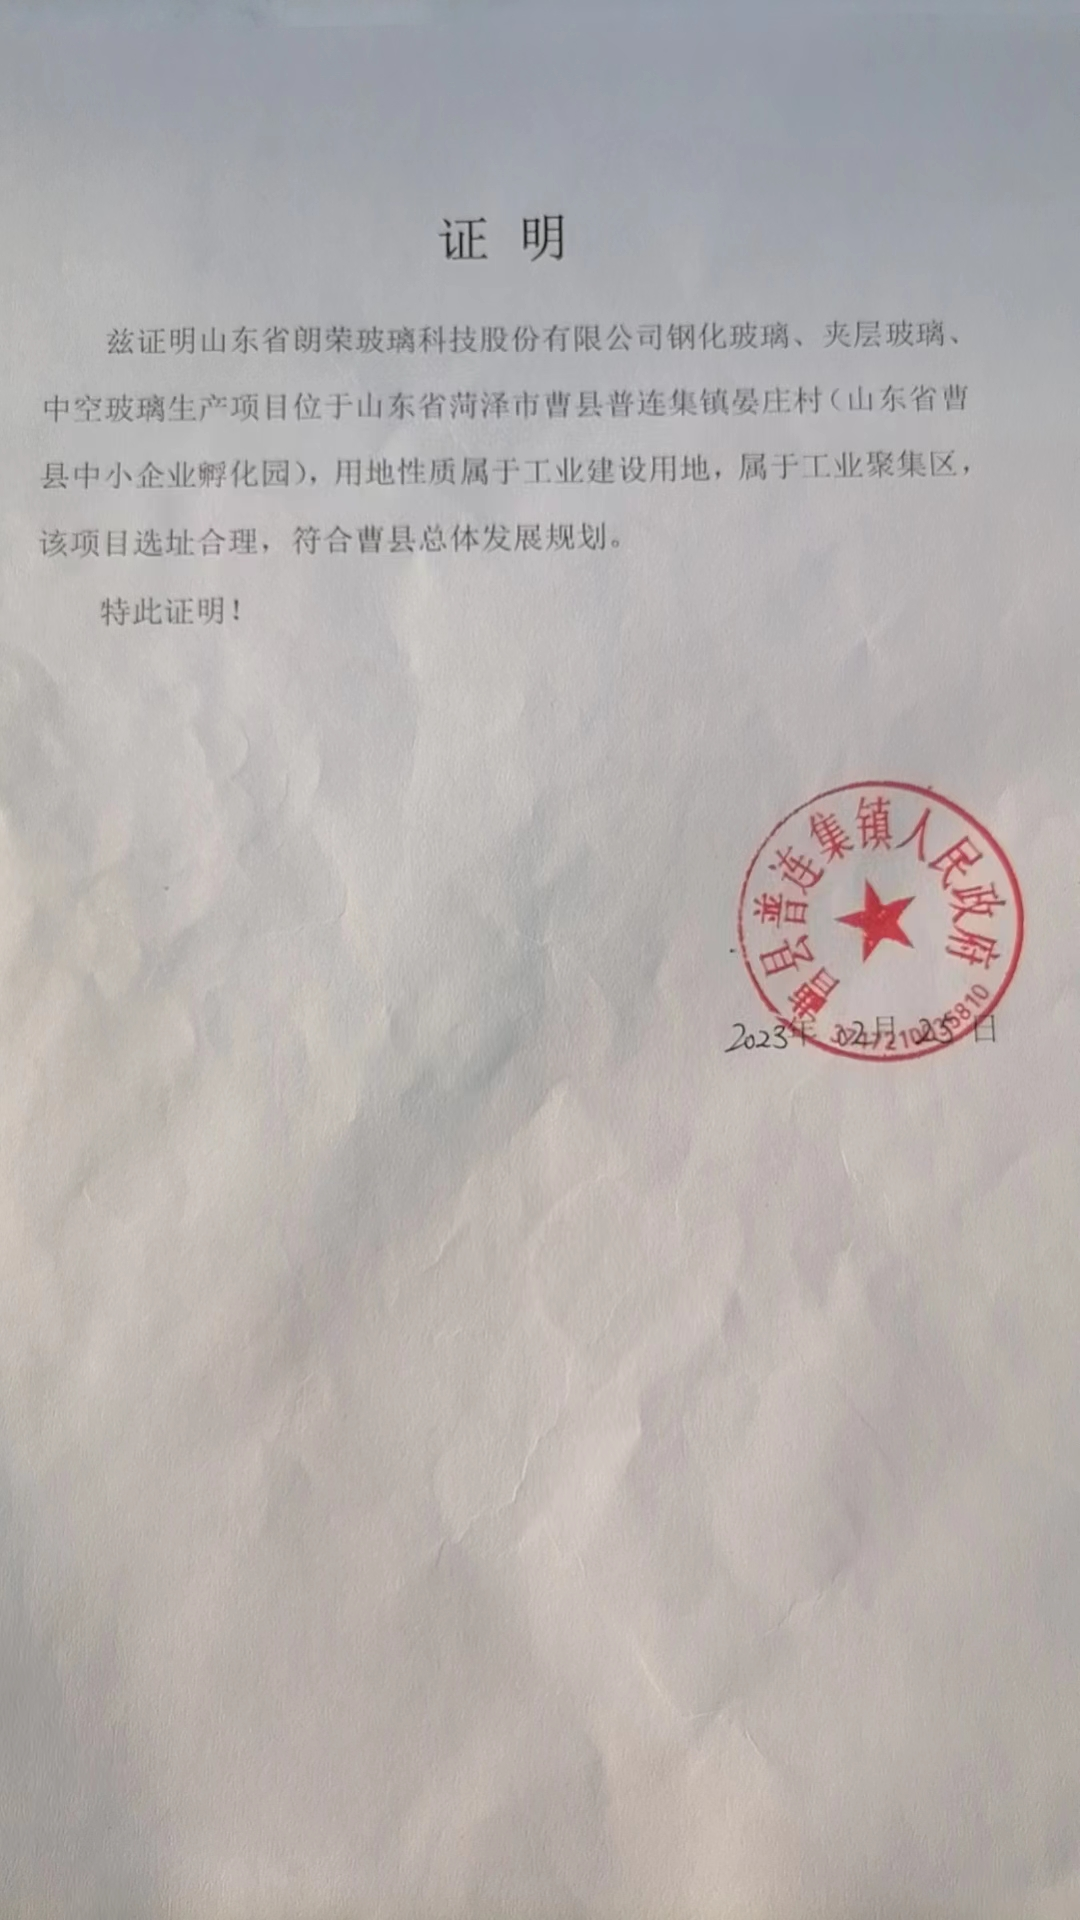 证 明
兹证明山东省朗荣玻璃科技股份有限公司钢化玻璃、夹层玻璃、
中空玻璃生产项目位于山东省菏泽市曹县普连集镇晏庄村（山东省曹
县中小企业孵化园），用地性质属于工业建设用地，属于工业聚集区，
该项目选址合理，符合曹县总体发展规划。
特此证明！
曹县普连集镇人民政府
2023年 02月 23日